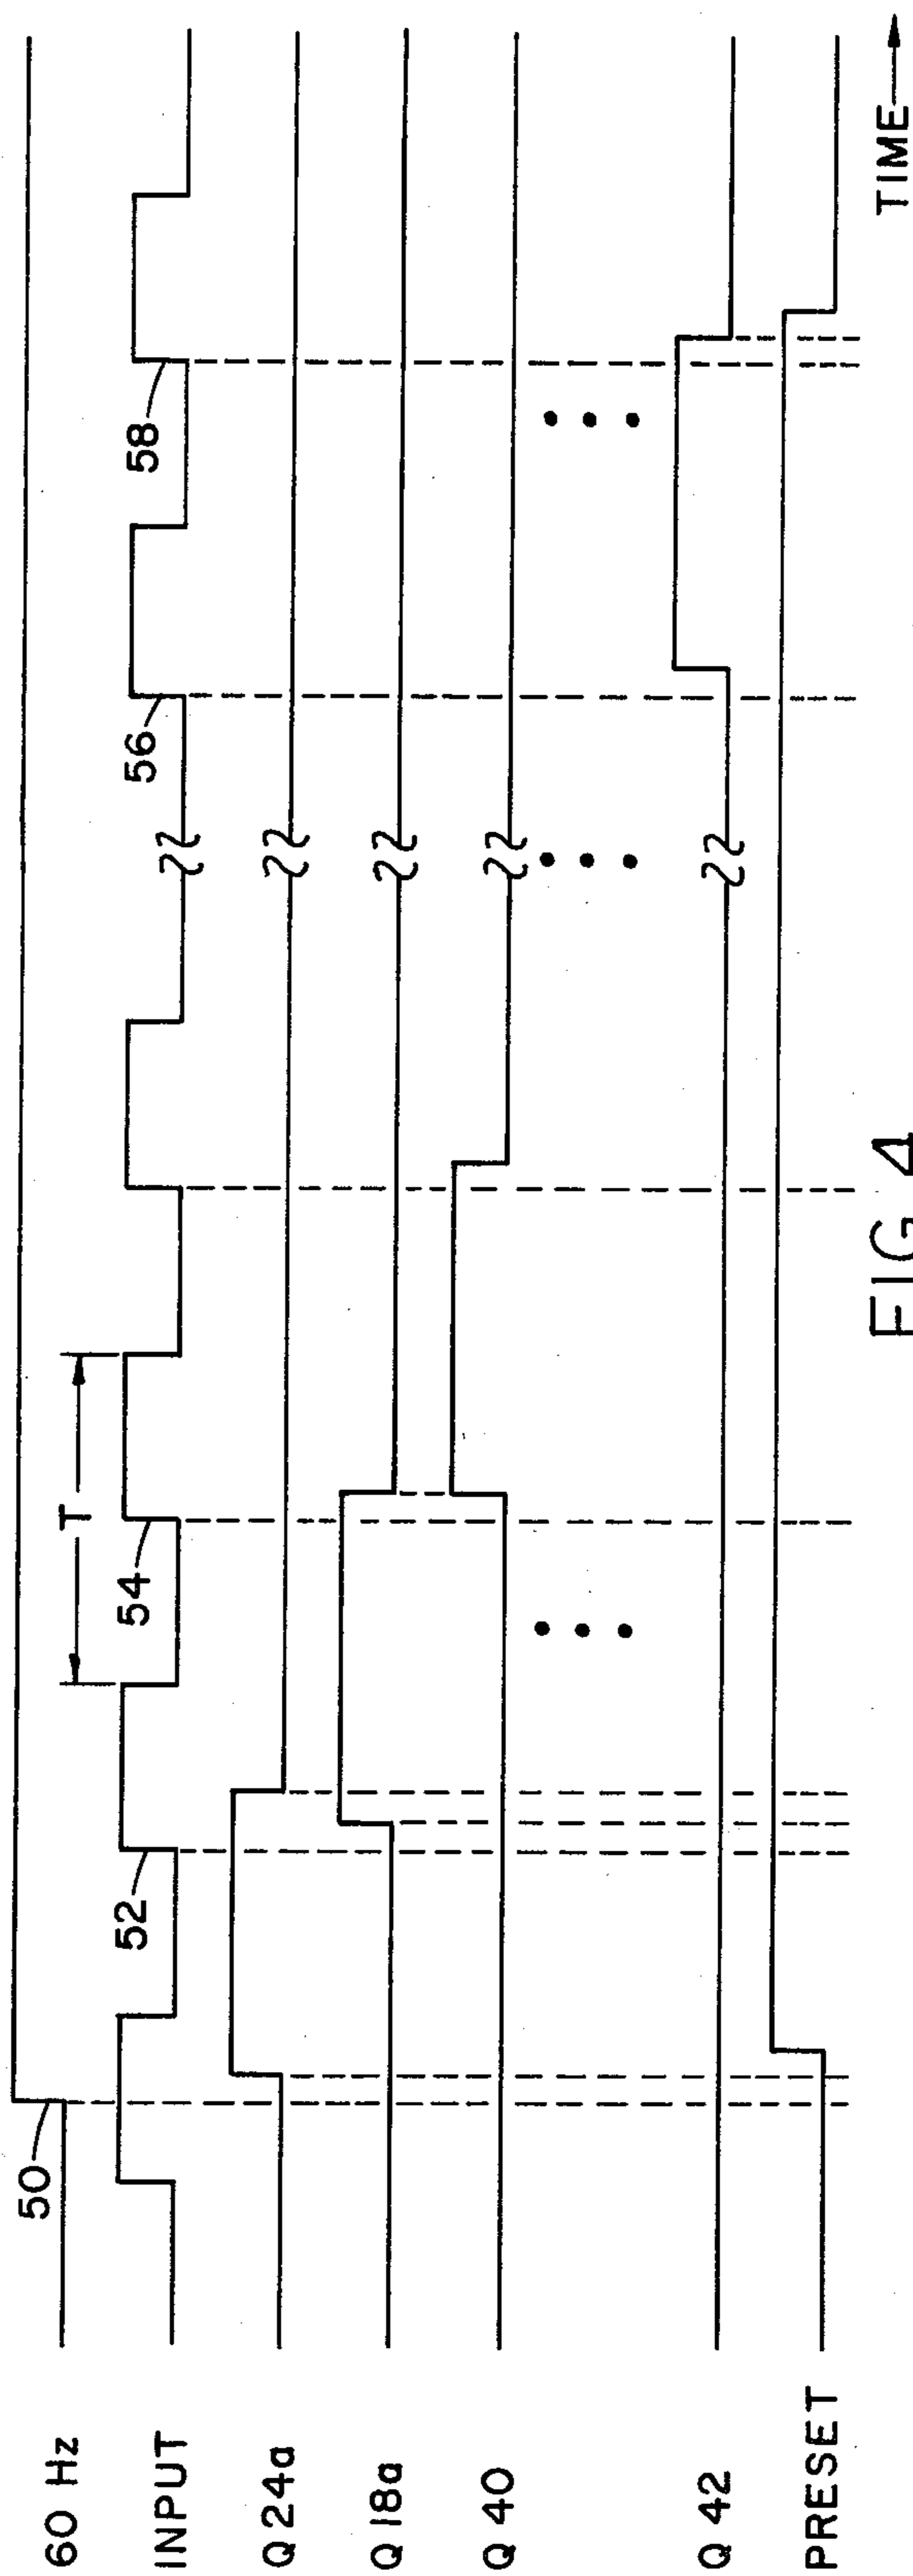 60 Hz
50
INPUT
52
54
T
56
58
Q 24a
Q 18a
Q 40
Q 42
PRESET
TIME
FIG. 4